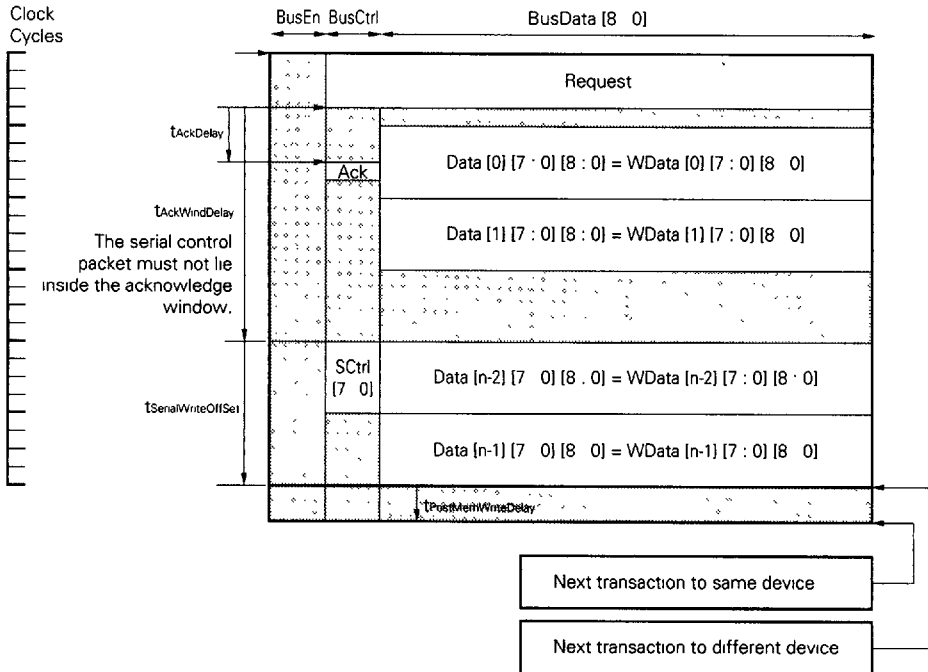 Clock
Cycles
BusEn BusCtrl BusData [8 0]
Request
tAckDelay
Data [0] [7 : 0] [8 : 0] = WData [0] [7 : 0] [8 0]
Ack
tAckWindDelay
Data [1] [7 : 0] [8 : 0] = WData [1] [7 : 0] [8 0]
The serial control
packet must not lie
inside the acknowledge
window.
SCtrl
[7 0]
Data [n-2] [7 0] [8 . 0] = WData [n-2] [7 : 0] [8 : 0]
tSerialWriteOffSet
Data [n-1] [7 0] [8 0] = WData [n-1] [7 : 0] [8 0]
tPostMemWriteDelay
Next transaction to same device
Next transaction to different device